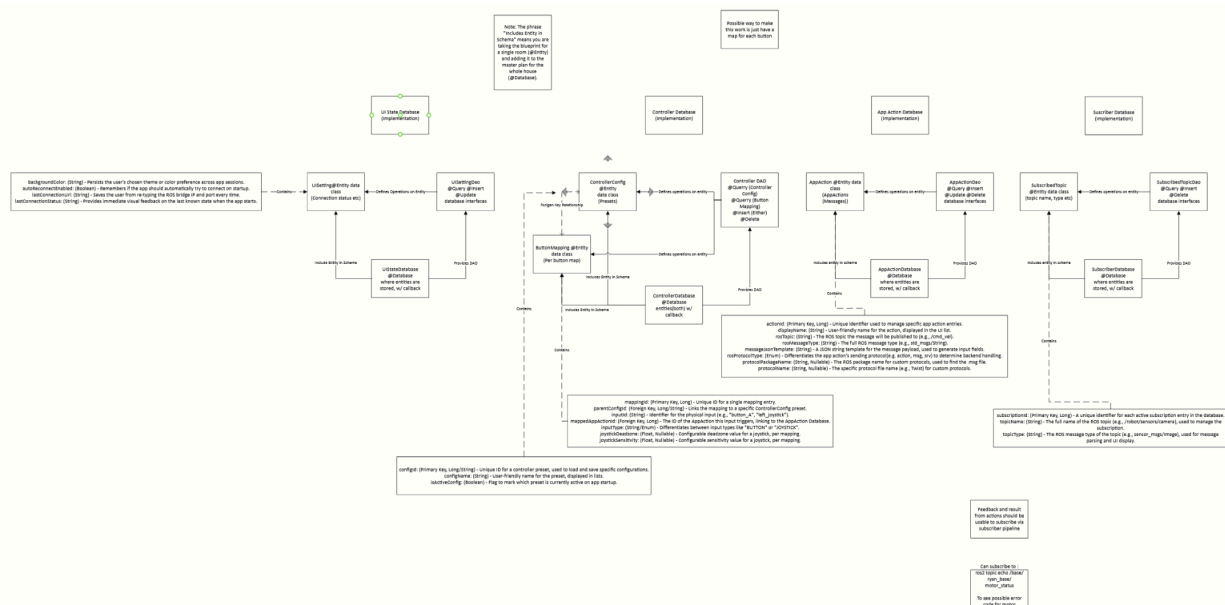 Note: The phrase
"Includes Entity in
Schema" means you are
taking the blueprint for
a single room (@Entity)
and adding it to the
master plan for the
whole house
(@Database).
Possible way to make
this work is just have a
map for each button
UI State Database
(Implementation)
Controller Database
(Implementation)
App Action Database
(Implementation)
Suscriber Database
(Implementation)
backgroundColor: (String) - Persists the user's chosen theme or color preference across app sessions.
autoReconnectEnabled: (Boolean) - Remembers if the app should automatically try to connect on startup.
lastConnectionUrl: (String) - Saves the user from re-typing the ROS bridge IP and port every time.
lastConnectionStatus: (String) - Provides immediate visual feedback on the last known state when the app starts.
Contains
UiSetting@Entity data
class
(Connection status etc)
Defines Operations on Entity
UiSettingDao
@Query @Insert
@Update
database interfaces
Include Entity in Schema
Provides DAO
UiStateDatabase
@Database
where entities are
stored, w/ callback
ControllerConfig
@Entity
data class
(Presets)
Foreign Key Relationship
Defines operations on entity
Controller DAO
@Query (Controller
Config)
@Querry (Button
Mapping)
@Insert (Either)
@Delete
ButtonMapping @Entity
data class
(Per button map)
Defines operations on entity
Includes Entity in Schema
Includes Entity in Schema
Provides DAO
ControllerDatabase
@Database
entities(both) w/
callback
Contains
Contains
AppAction @Entity data
class
(AppActions
(Messages))
Defines operations on entity
AppActionDao
@Query @Insert
@Update @Delete
database interfaces
Includes entity in schema
Provides DAO
AppActionDatabase
@Database
where entities are
stored, w/ callback
Contains
SubscribedTopic
@Entity data class
(topic name, type etc)
Defines operations on entity
SubscribedTopicDao
@Query @Insert
@Delete
database interfaces
Includes entity in schema
Provides DAO
SubscriberDatabase
@Database
where entities are
stored, w/ callback
Contains
actionId: (Primary Key, Long) - Unique identifier used to manage specific app action entries.
displayName: (String) - User-friendly name for the action, displayed in the UI list.
rosTopic: (String) - The ROS topic the message will be published to (e.g., /cmd_vel).
rosMessageType: (String) - The full ROS message type (e.g., std_msgs/String).
messageJsonTemplate: (String) - A JSON string template for the message payload, used to generate input fields.
rosProtocolType: (Enum) - Differentiates the app action's sending protocol(e.g. action, msg, srv) to determine backend handling.
protocolPackageName: (String, Nullable) - The ROS package name for custom protocols, used to find the .msg file.
protocolName: (String, Nullable) - The specific protocol file name (e.g., Twist) for custom protocols.
mappingId: (Primary Key, Long) - Unique ID for a single mapping entry.
parentConfigId: (Foreign Key, Long/String) - Links the mapping to a specific ControllerConfig preset.
inputId: (String) - Identifier for the physical input (e.g., "button_A", "left_joystick").
mappedAppActionId: (Foreign Key, Long) - The ID of the AppAction this input triggers, linking to the AppAction Database.
inputType: (String/Enum) - Differentiates between input types like "BUTTON" or "JOYSTICK".
joystickDeadzone: (Float, Nullable) - Configurable deadzone value for a joystick, per mapping.
joystickSensitivity: (Float, Nullable) - Configurable sensitivity value for a joystick, per mapping.
subscriptionId: (Primary Key, Long) - A unique identifier for each active subscription entry in the database.
topicName: (String) - The full name of the ROS topic (e.g., /robot/sensors/camera), used to manage the
subscription.
topicType: (String) - The ROS message type of the topic (e.g., sensor_msgs/Image), used for message
parsing and UI display.
configId: (Primary Key, Long/String) - Unique ID for a controller preset, used to load and save specific configurations.
configName: (String) - User-friendly name for the preset, displayed in lists.
isActiveConfig: (Boolean) - Flag to mark which preset is currently active on app startup.
Feedback and result
from actions should be
usable to subscribe via
subscriber pipeline
Can subscribe to :
ros2 topic echo /base/
ryan_base/
motor_status
To see possible error
code for motor